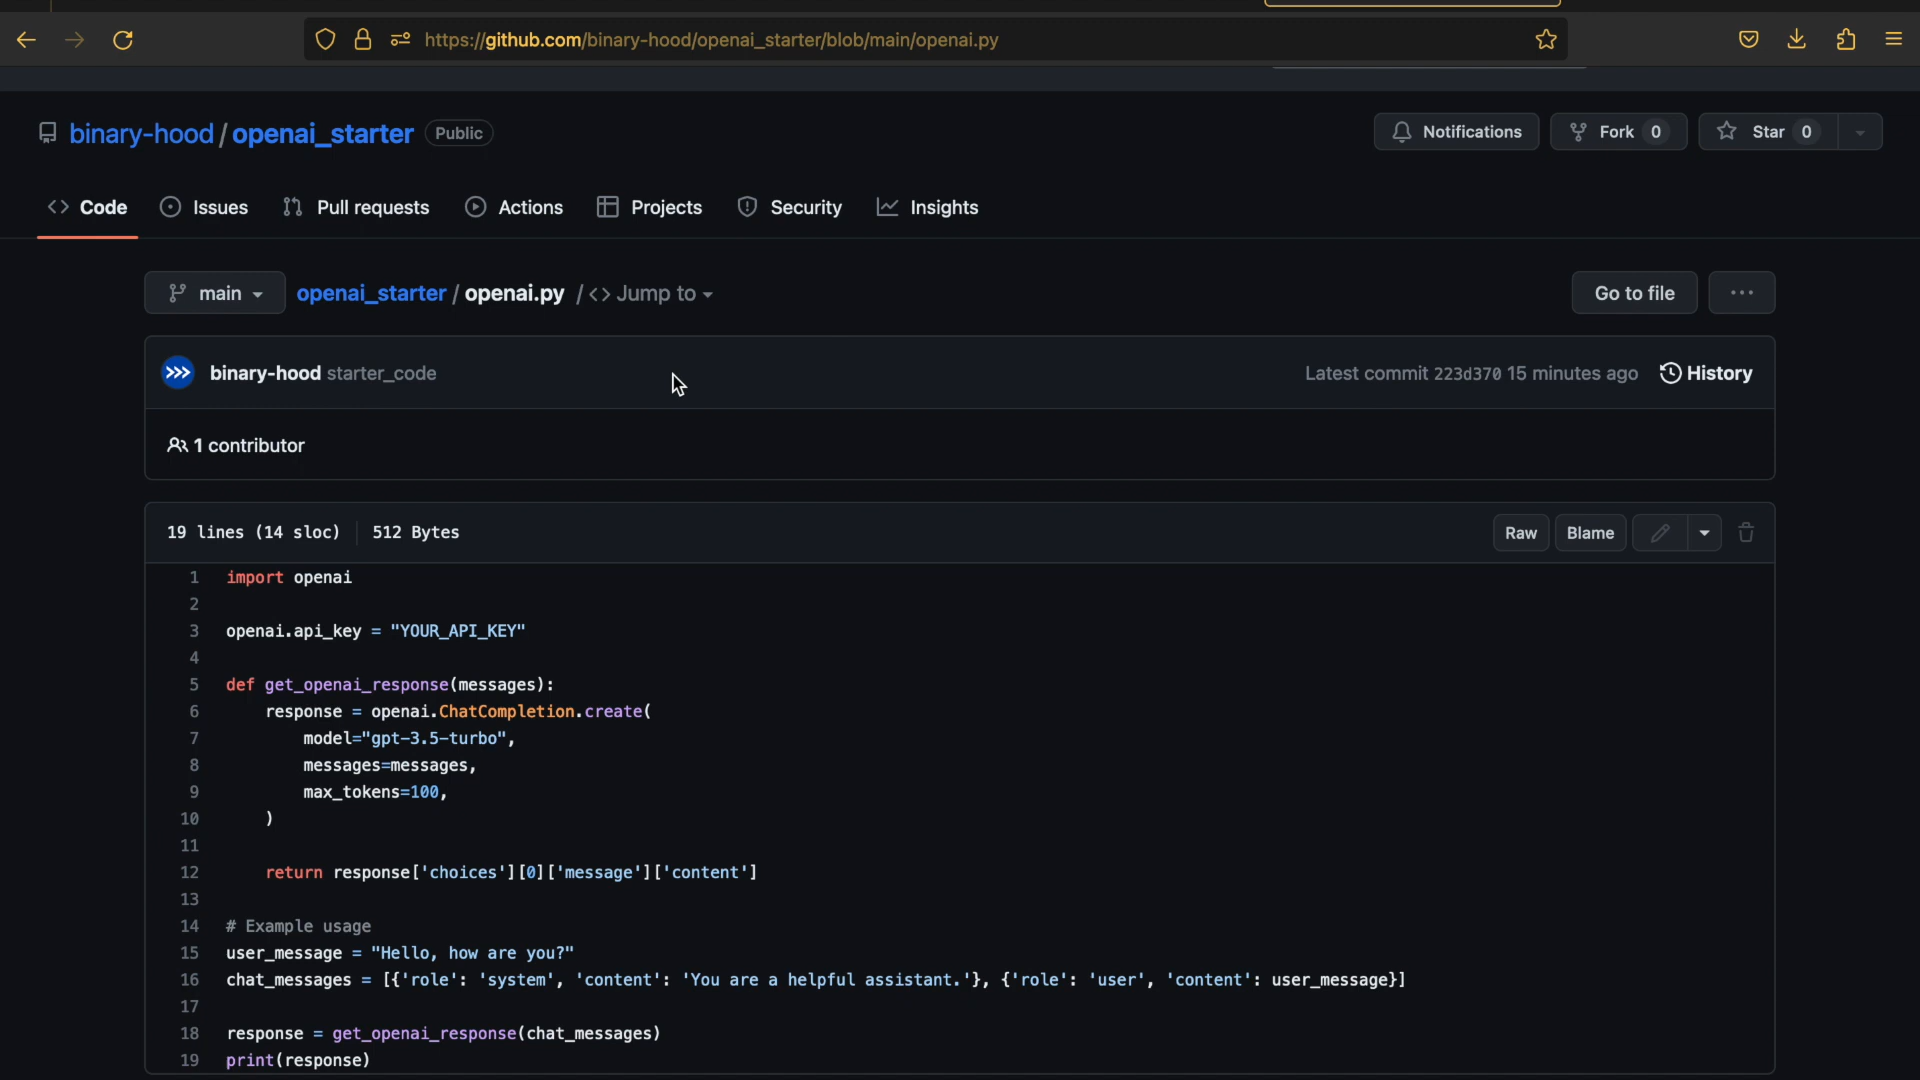 https://github.com/binary-hood/openai_starter/blob/main/openai.py
binary-hood / openai_starter Public
Notifications Fork 0 Star 0
Code Issues Pull requests Actions Projects Security Insights
main openai_starter / openai.py / <> Jump to Go to file ...
binary-hood starter_code Latest commit 223d370 15 minutes ago History
1 contributor
19 lines (14 sloc) 512 Bytes Raw Blame
1 import openai
2
3 openai.api_key = "YOUR_API_KEY"
4
5 def get_openai_response(messages):
6 response = openai.ChatCompletion.create(
7 model="gpt-3.5-turbo",
8 messages=messages,
9 max_tokens=100,
10 )
11
12 return response['choices'][0]['message']['content']
13
14 # Example usage
15 user_message = "Hello, how are you?"
16 chat_messages = [{'role': 'system', 'content': 'You are a helpful assistant.'}, {'role': 'user', 'content': user_message}]
17
18 response = get_openai_response(chat_messages)
19 print(response)